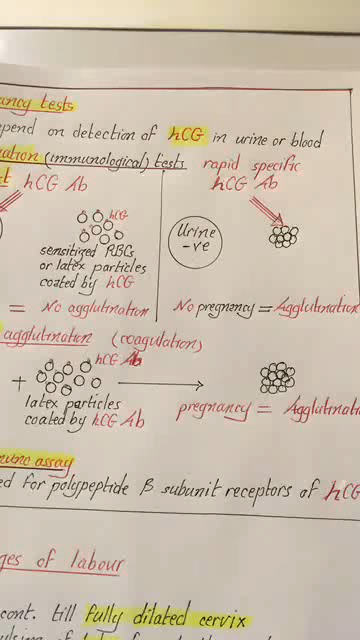 ancy tests
epend on detection of hCG in urine or blood
ation (immunological) tests rapid specific
hCG Ab hCG Ab
hCG
Urine
-ve
sensitized RBCs
or latex particles
coated by hCG
= No agglutination No pregnancy = Agglutination
agglutination (coagulation)
hCG Ab
+
latex particles
coated by hCG Ab
pregnancy = Agglutinat
uno assay
ed for polypeptide B subunit receptors of hCG
ges of labour
cont. till fully dilated cervix